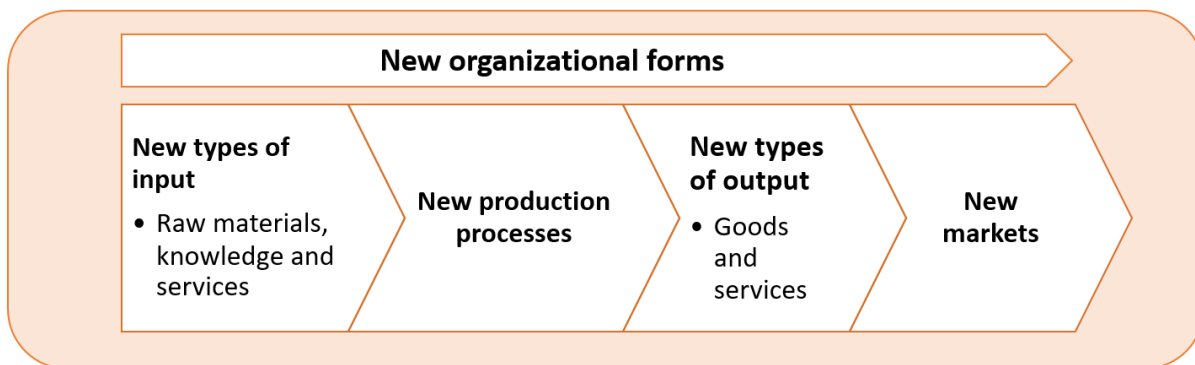 New organizational forms
New types of
input
• Raw materials,
knowledge and
services
New production
processes
New types
of output
• Goods
and
services
New
markets